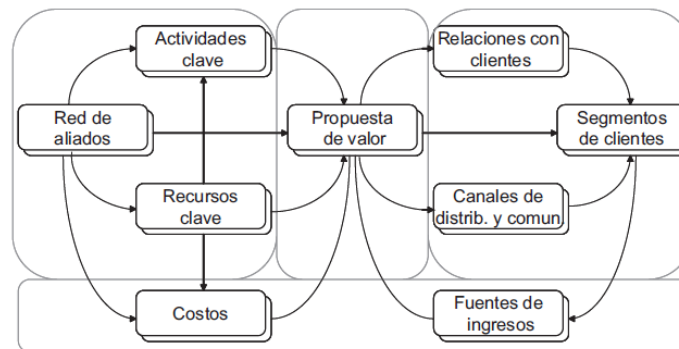 Actividades
clave
Relaciones con
clientes
Red de
aliados
Propuesta
de valor
Segmentos
de clientes
Recursos
clave
Canales de
distrib. y comun.
Costos
Fuentes de
ingresos